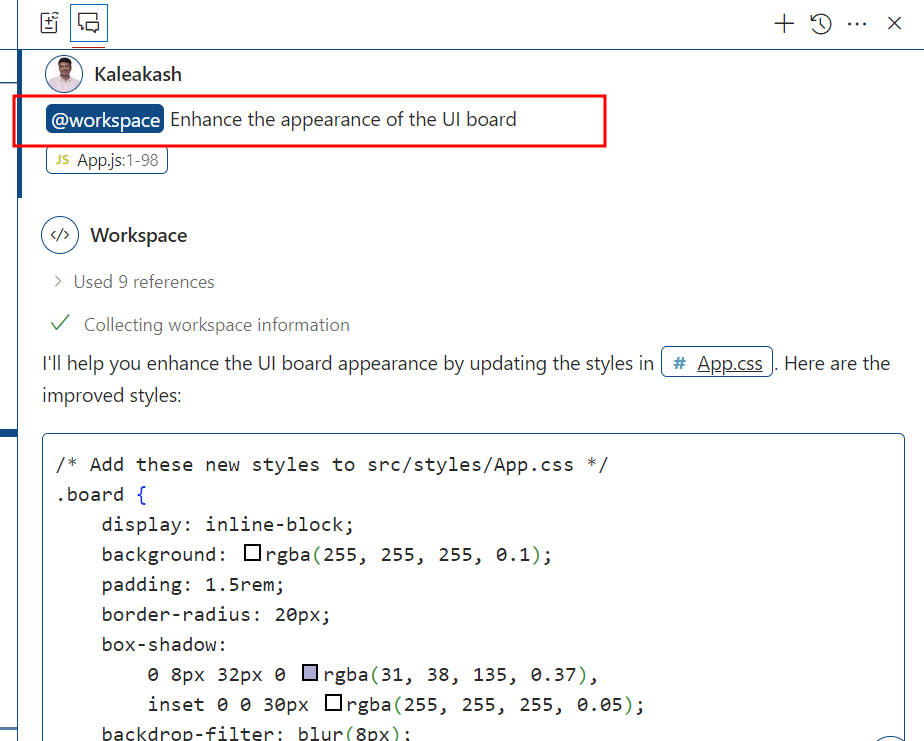 Kaleakash
@workspace Enhance the appearance of the UI board
JS App.js:1-98
</> Workspace
> Used 9 references
Collecting workspace information
I'll help you enhance the UI board appearance by updating the styles in # App.css. Here are the
improved styles:
/* Add these new styles to src/styles/App.css */
.board {
display: inline-block;
background: rgba(255, 255, 255, 0.1);
padding: 1.5rem;
border-radius: 20px;
box-shadow:
0 8px 32px 0 rgba(31, 38, 135, 0.37),
inset 0 0 30px rgba(255, 255, 255, 0.05);
backdrop-filter: blur(8px);